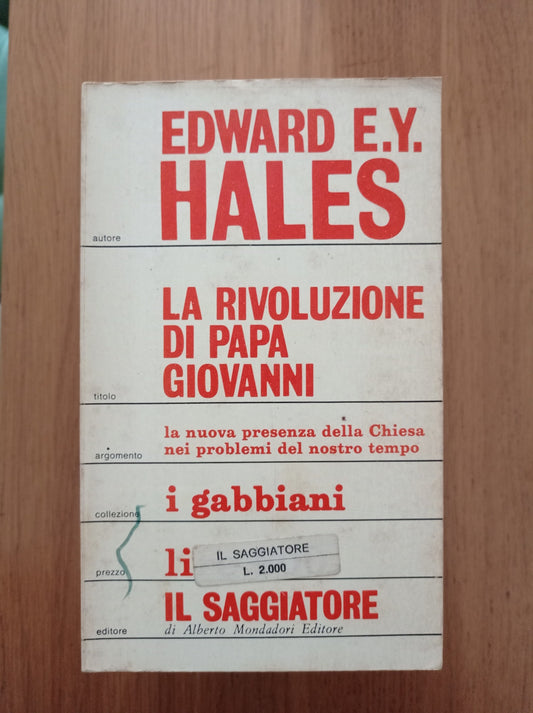 EDWARD E.Y.
HALES
autore
LA RIVOLUZIONE
DI PAPA
GIOVANNI
titolo
la nuova presenza della Chiesa
nei problemi del nostro tempo
argomento
i gabbiani
collezione
li
IL SAGGIATORE
L. 2.000
prezzo
IL SAGGIATORE
di Alberto Mondadori Editore
editore